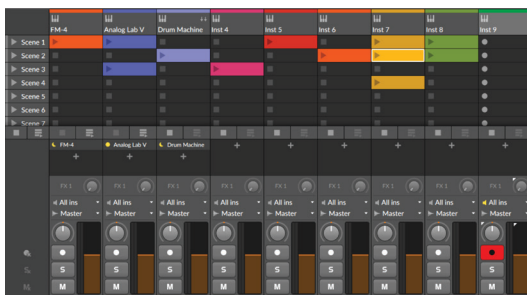 FM-4 Analog Lab V Drum Machine Inst 4 Inst 5 Inst 6 Inst 7 Inst 8 Inst 9
Scene 1
Scene 2
Scene 3
Scene 4
Scene 5
Scene 6
Scene 7
FM-4 Analog Lab V Drum Machine
+ + + + + + + + +
FX 1 FX 1 FX 1 FX 1 FX 1 FX 1 FX 1 FX 1 FX 1
All ins All ins All ins All ins All ins All ins All ins All ins All ins
Master Master Master Master Master Master Master Master Master
S S S S S S S S S
M M M M M M M M M